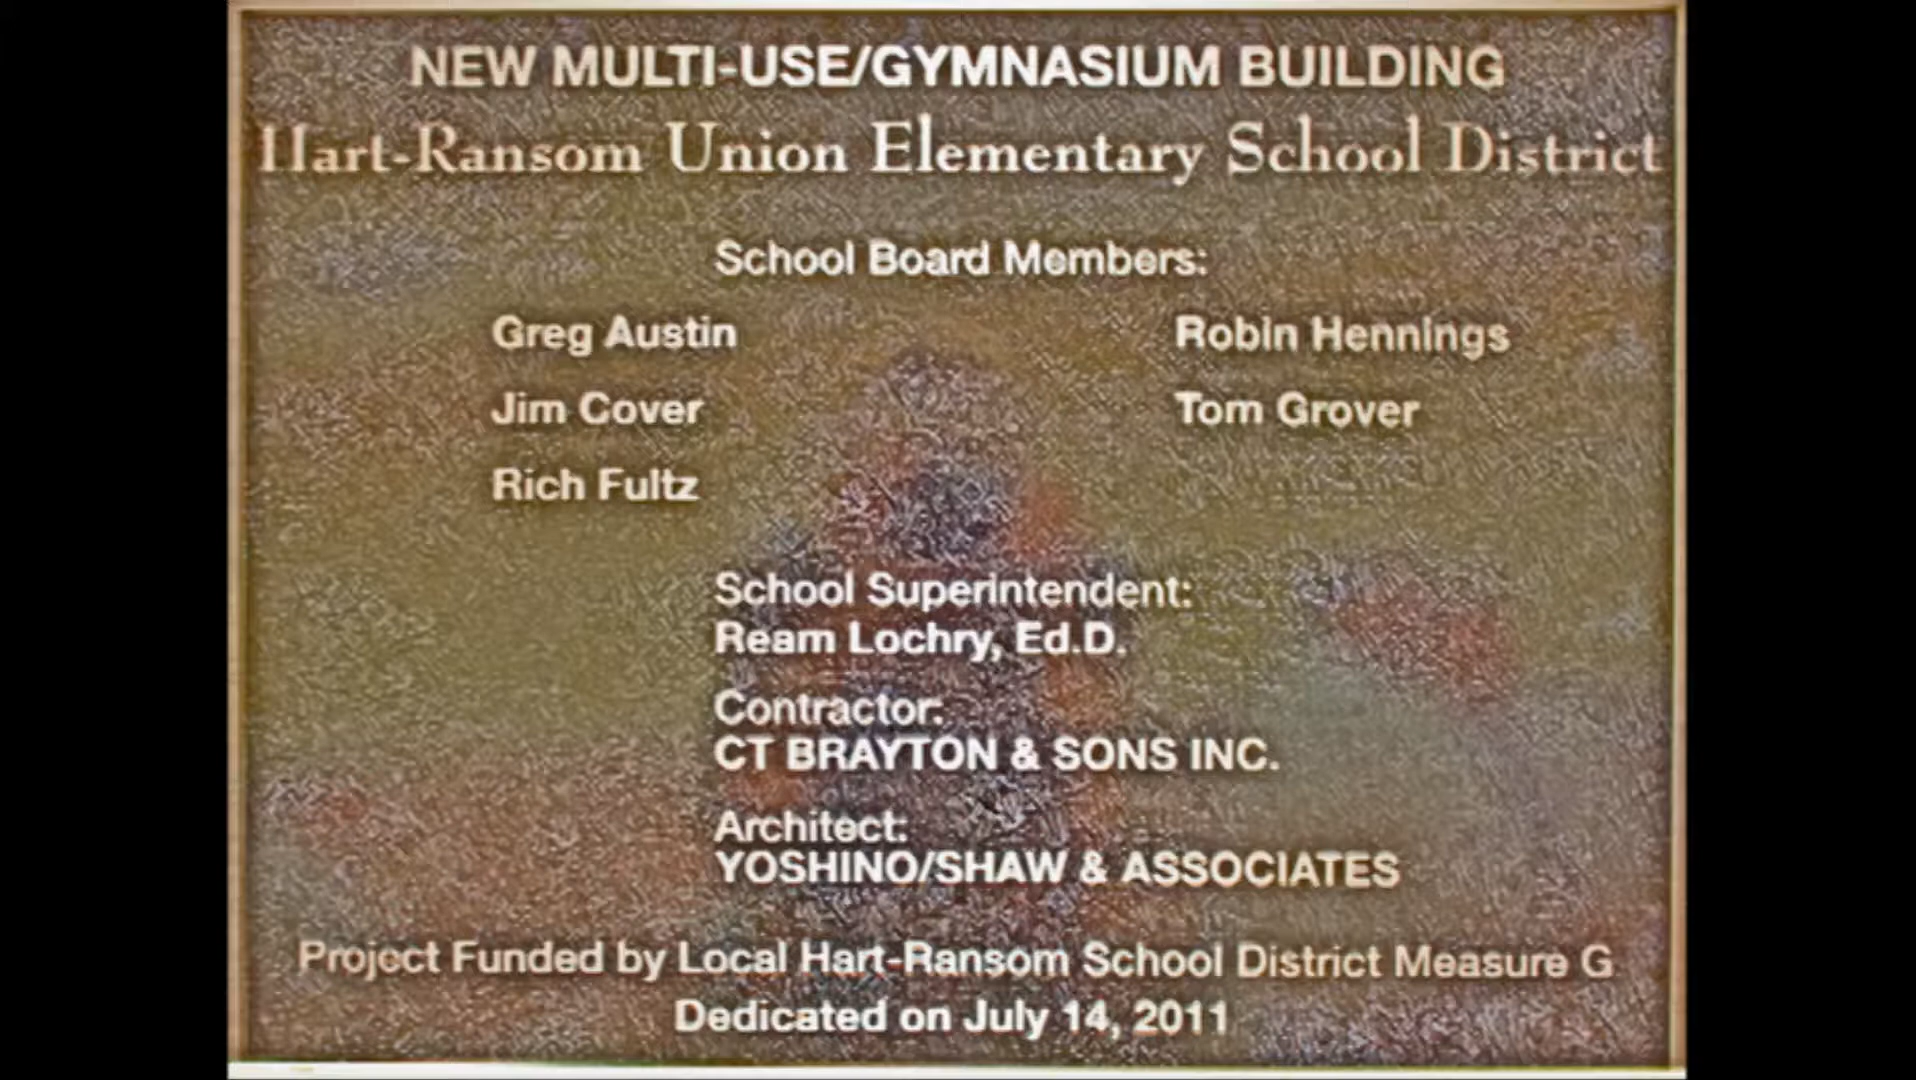 NEW MULTI-USE/GYMNASIUM BUILDING
Hart-Ransom Union Elementary School District
School Board Members:
Greg Austin
Robin Hennings
Jim Cover
Tom Grover
Rich Fultz
School Superintendent:
Ream Lochry, Ed.D.
Contractor:
CT BRAYTON & SONS INC.
Architect:
YOSHINO/SHAW & ASSOCIATES
Project Funded by Local Hart-Ransom School District Measure G
Dedicated on July 14, 2011